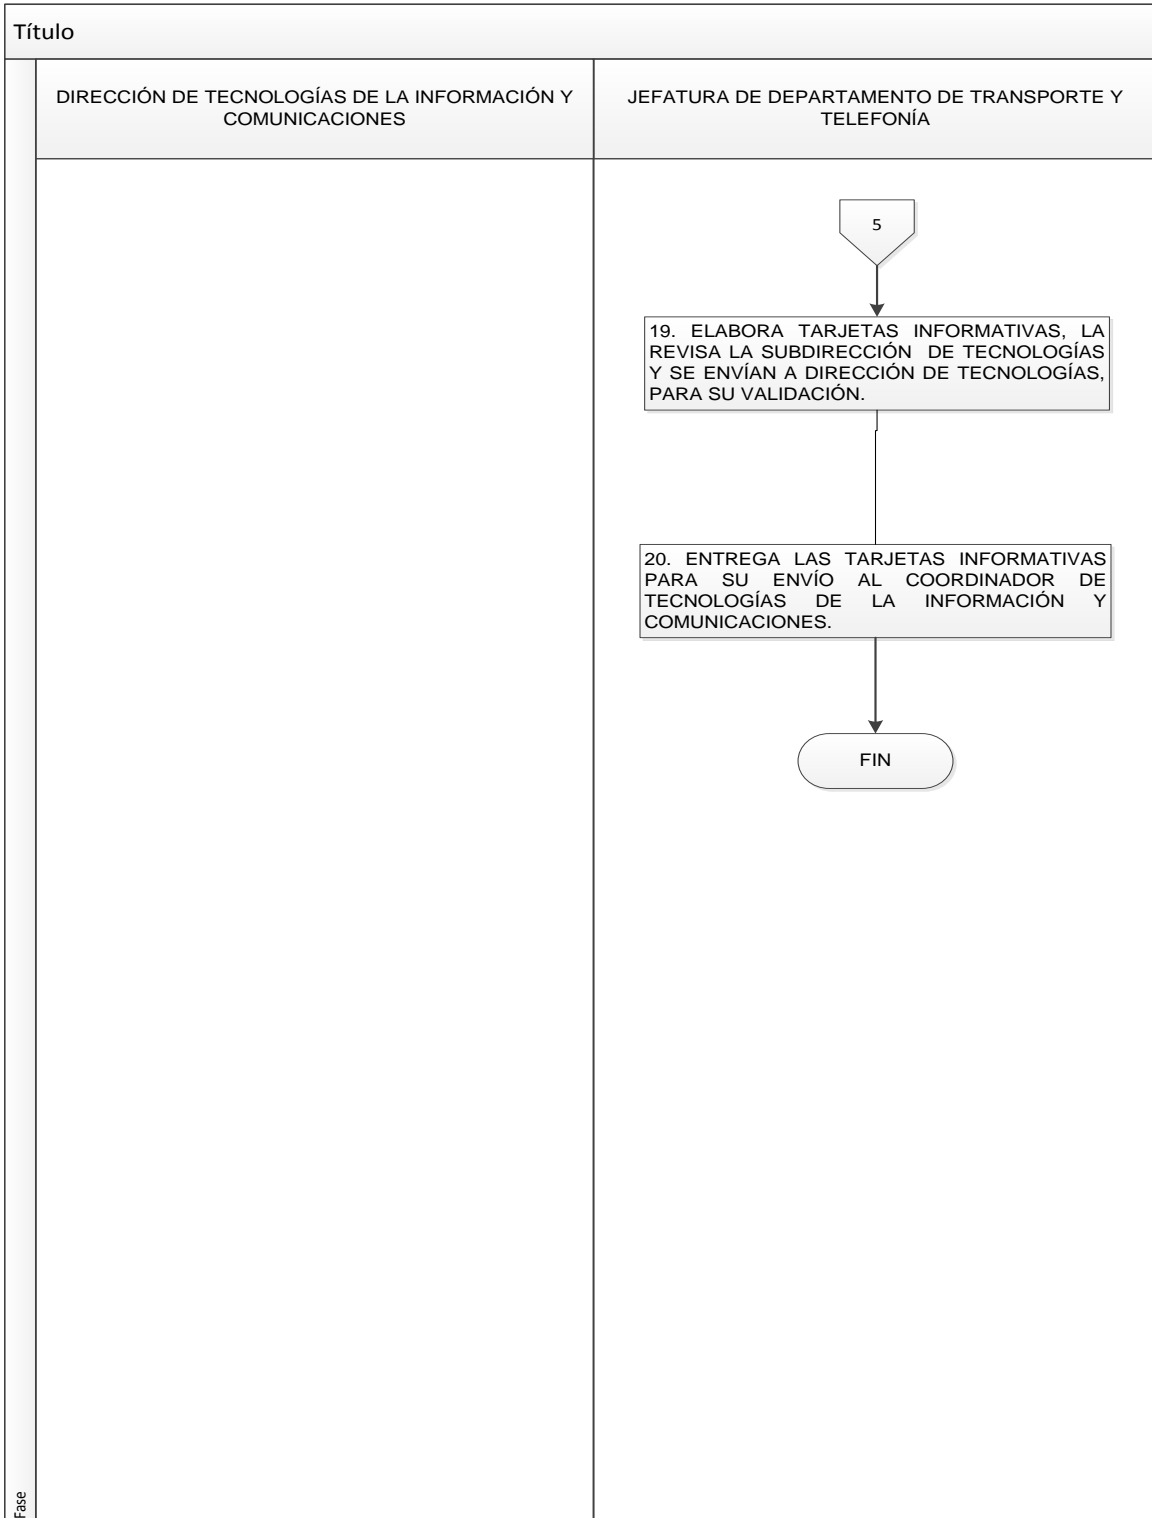 Título
DIRECCIÓN DE TECNOLOGÍAS DE LA INFORMACIÓN Y
COMUNICACIONES
JEFATURA DE DEPARTAMENTO DE TRANSPORTE Y
TELEFONÍA
5
19. ELABORA TARJETAS INFORMATIVAS, LA
REVISA LA SUBDIRECCIÓN DE TECNOLOGÍAS
Y SE ENVÍAN A DIRECCIÓN DE TECNOLOGÍAS,
PARA SU VALIDACIÓN.
20. ENTREGA LAS TARJETAS INFORMATIVAS
PARA SU ENVÍO AL COORDINADOR DE
TECNOLOGÍAS DE LA INFORMACIÓN Y
COMUNICACIONES.
FIN
Fase